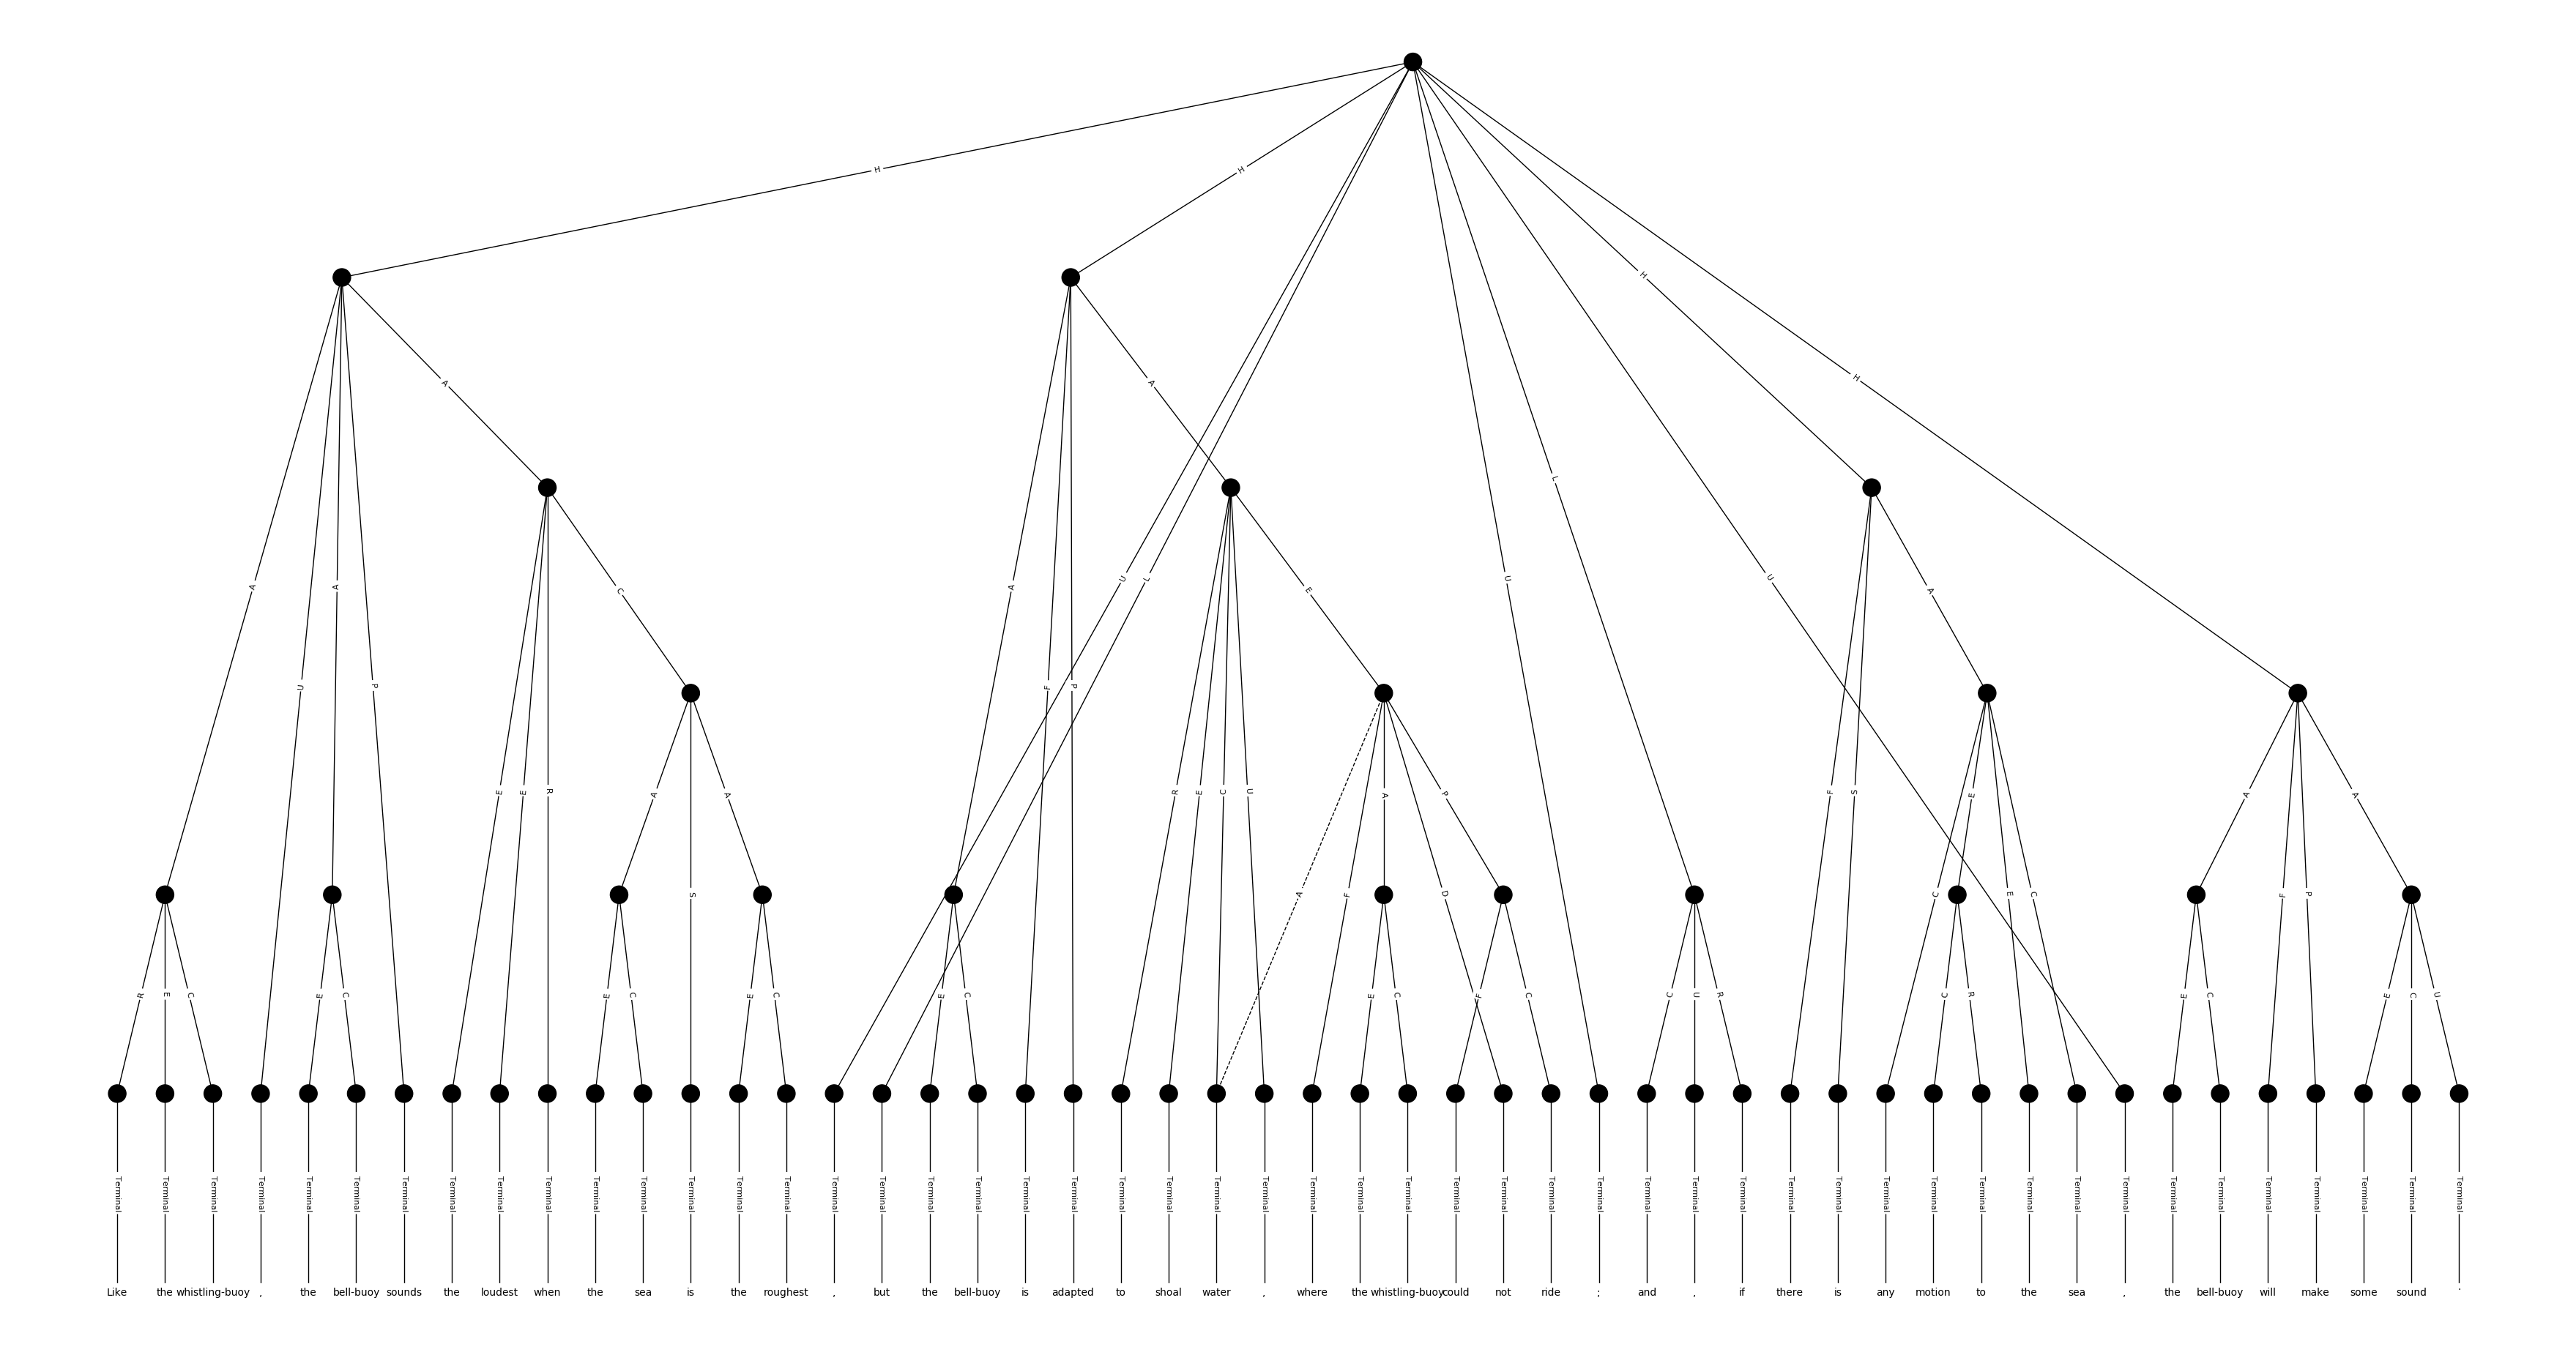 H H
H
A H
A
L
A U L U A E C A
F P U P F S
E E R R E C U A P E A A
A S A A F D C E C F P
R E C E C E C E C E C E C F C C U R C R E C E C U
Terminal Terminal Terminal Terminal Terminal Terminal Terminal Terminal Terminal Terminal Terminal Terminal Terminal Terminal Terminal Terminal Terminal Terminal Terminal Terminal Terminal Terminal Terminal Terminal Terminal Terminal Terminal Terminal Terminal Terminal Terminal Terminal Terminal Terminal Terminal Terminal Terminal Terminal Terminal Terminal Terminal Terminal Terminal Terminal Terminal Terminal Terminal Terminal Terminal Terminal
Like the whistling-buoy , the bell-buoy sounds the loudest when the sea is the roughest , but the bell-buoy is adapted to shoal water , where the whistling-buoy could not ride ; and , if there is any motion to the sea , the bell-buoy will make some sound .